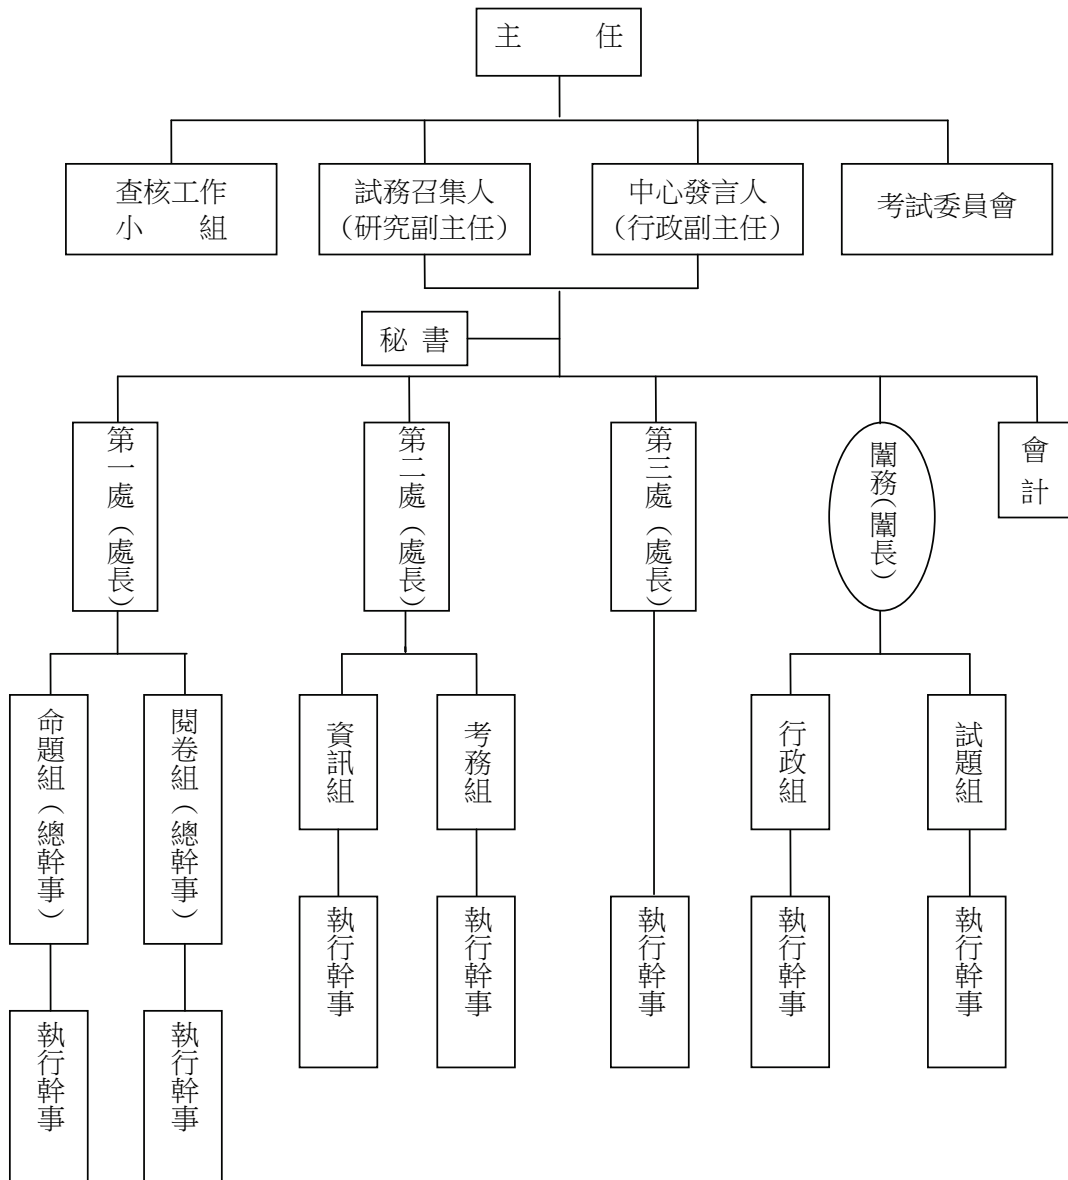 主 任
查核工作
小 組
試務召集人
（研究副主任）
中心發言人
（行政副主任）
考試委員會
秘 書
第一處（處長）
第二處（處長）
第三處（處長）
闈務（闈長）
會計
命題組（總幹事）
閱卷組（總幹事）
資訊組
考務組
行政組
試題組
執行幹事
執行幹事
執行幹事
執行幹事
執行幹事
執行幹事
執行幹事